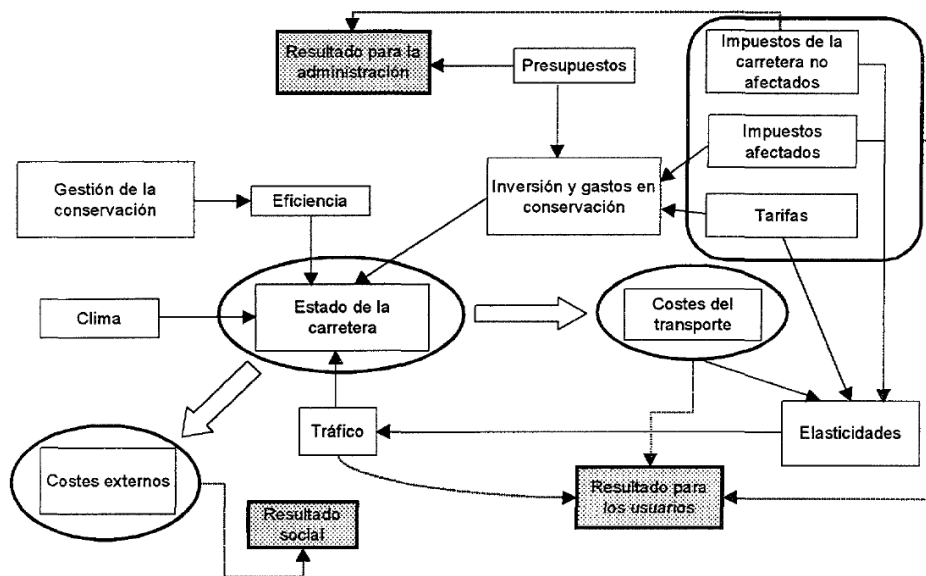 Resultado para la
administración
Presupuestos
Impuestos de la
carretera no
afectados
Impuestos
afectados
Tarifas
Inversión y gastos en
conservación
Gestión de la
conservación
Eficiencia
Clima
Estado de la
carretera
Costes del
transporte
Tráfico
Elasticidades
Costes externos
Resultado
social
Resultado para
los usuarios